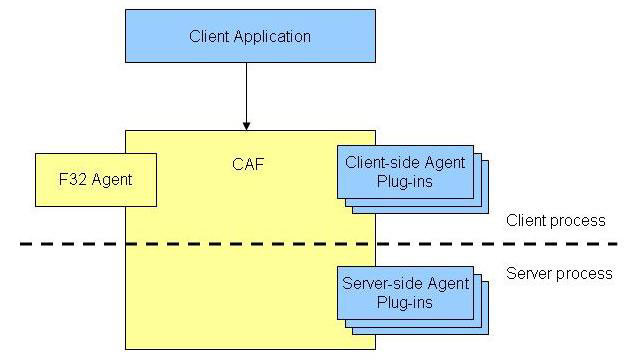 Client Application
CAF
Client-side Agent
Plug-ins
F32 Agent
Client process
Server process
Server-side Agent
Plug-ins